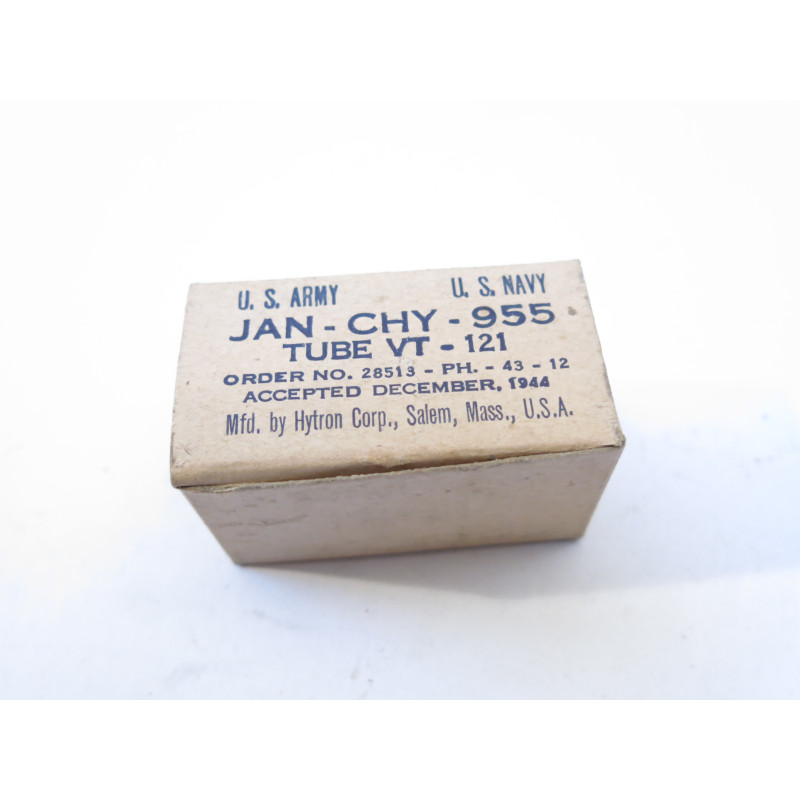 U. S. ARMY U. S. NAVY
JAN - CHY - 955
TUBE VT - 121
ORDER NO. 28513 - PH. - 43 - 12
ACCEPTED DECEMBER, 1944
Mfd. by Hytron Corp., Salem, Mass., U.S.A.